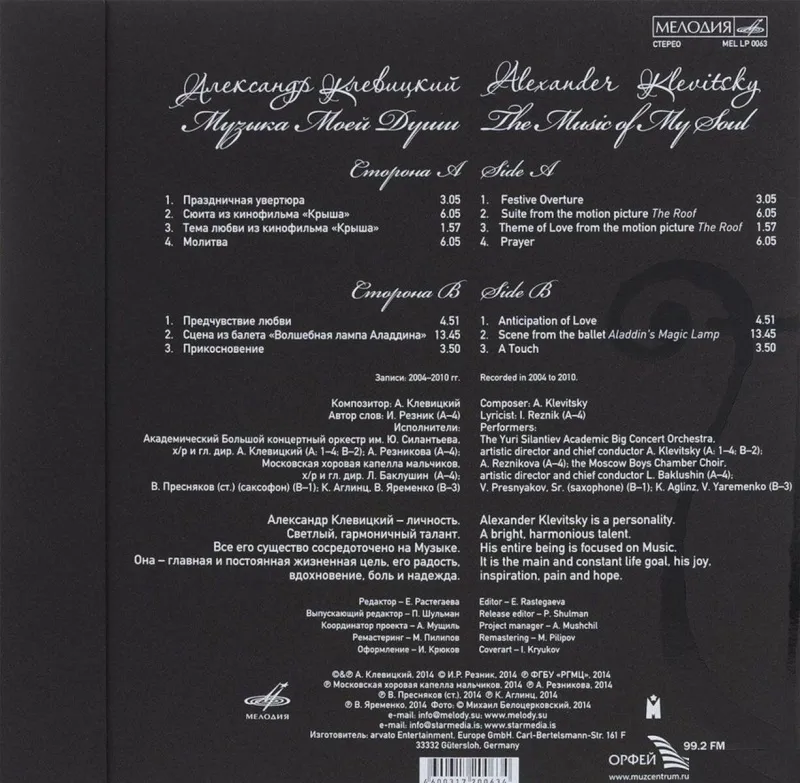 МЕЛОДИЯ
СТЕРЕО MEL LP 0063
Александр Клевицкий
Alexander Klevitsky
Музыка Моей Души
The Music of My Soul
Сторона А
1. Праздничная увертюра 3.05
2. Сюита из кинофильма «Крыша» 6.05
3. Тема любви из кинофильма «Крыша» 1.57
4. Молитва 6.05
Side A
1. Festive Overture 3.05
2. Suite from the motion picture The Roof 6.05
3. Theme of Love from the motion picture The Roof 1.57
4. Prayer 6.05
Сторона В
1. Предчувствие любви 4.51
2. Сцена из балета «Волшебная лампа Аладдина» 13.45
3. Прикосновение 3.50
Side B
1. Anticipation of Love 4.51
2. Scene from the ballet Aladdin's Magic Lamp 13.45
3. A Touch 3.50
Записи: 2004–2010 гг.
Recorded in 2004 to 2010.
Композитор: А. Клевицкий
Автор слов: И. Резник (А–4)
Исполнители:
Академический Большой концертный оркестр им. Ю. Силантьева,
х/р и гл. дир. А. Клевицкий (А: 1–4; В–2); А. Резникова (А–4);
Московская хоровая капелла мальчиков,
х/р и гл. дир. Л. Баклушин (А–4);
В. Пресняков (ст.) (саксофон) (В–1); К. Аглинц, В. Яременко (В–3)
Composer: A. Klevitsky
Lyricist: I. Reznik (A–4)
Performers:
The Yuri Silantiev Academic Big Concert Orchestra,
artistic director and chief conductor A. Klevitsky (A: 1–4; B–2);
A. Reznikova (A–4); the Moscow Boys Chamber Choir,
artistic director and chief conductor L. Baklushin (A–4);
V. Presnyakov, Sr. (saxophone) (B–1); K. Aglinz, V. Yaremenko (B–3)
Александр Клевицкий – личность.
Светлый, гармоничный талант.
Все его существо сосредоточено на Музыке.
Она – главная и постоянная жизненная цель, его радость,
вдохновение, боль и надежда.
Alexander Klevitsky is a personality.
A bright, harmonious talent.
His entire being is focused on Music.
It is the main and constant life goal, his joy,
inspiration, pain and hope.
Редактор – Е. Растегаева
Выпускающий редактор – П. Шульман
Координатор проекта – А. Мущиль
Ремастеринг – М. Пилипов
Оформление – И. Крюков
Editor – E. Rastegaeva
Release editor – P. Shulman
Project manager – A. Mushchil
Remastering – M. Pilipov
Coverart – I. Kryukov
©&℗ А. Клевицкий, 2014 © И.Р. Резник, 2014 ℗ ФГБУ «РГМЦ», 2014
℗ Московская хоровая капелла мальчиков, 2014 ℗ А. Резникова, 2014
℗ В. Пресняков (ст.), 2014 ℗ К. Аглинц, 2014
℗ В. Яременко, 2014 Фото: © Михаил Белоцерковский, 2014
e-mail: info@melody.su; www.melody.su
e-mail: info@starmedia.is; www.starmedia.is
Изготовитель: arvato Entertainment, Europe GmbH. Carl-Bertelsmann-Str. 161 F
33332 Gütersloh, Germany
МЕЛОДИЯ
ОРФЕЙ 99.2 FM
www.muzcentrum.ru
4600317200634